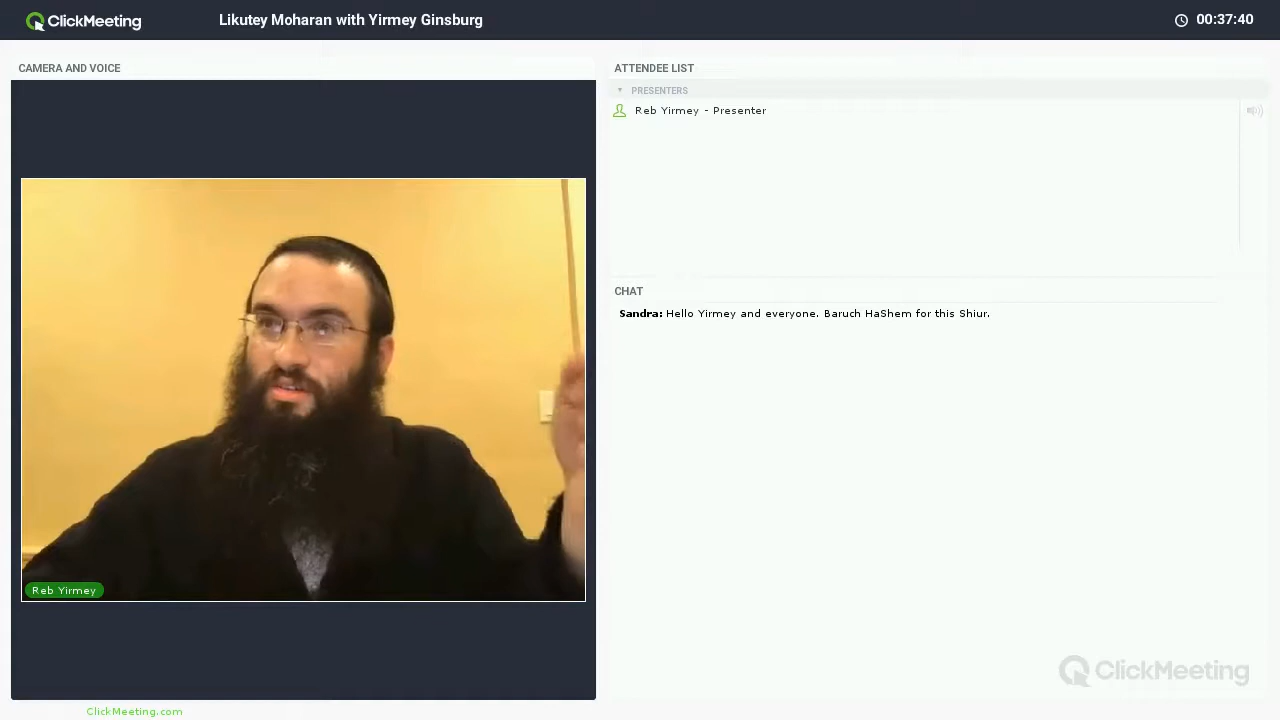 ClickMeeting
Likutey Moharan with Yirmey Ginsburg
00:37:40
CAMERA AND VOICE
Reb Yirmey
ATTENDEE LIST
PRESENTERS
Reb Yirmey - Presenter
CHAT
Sandra: Hello Yirmey and everyone. Baruch HaShem for this Shiur.
ClickMeeting
ClickMeeting.com